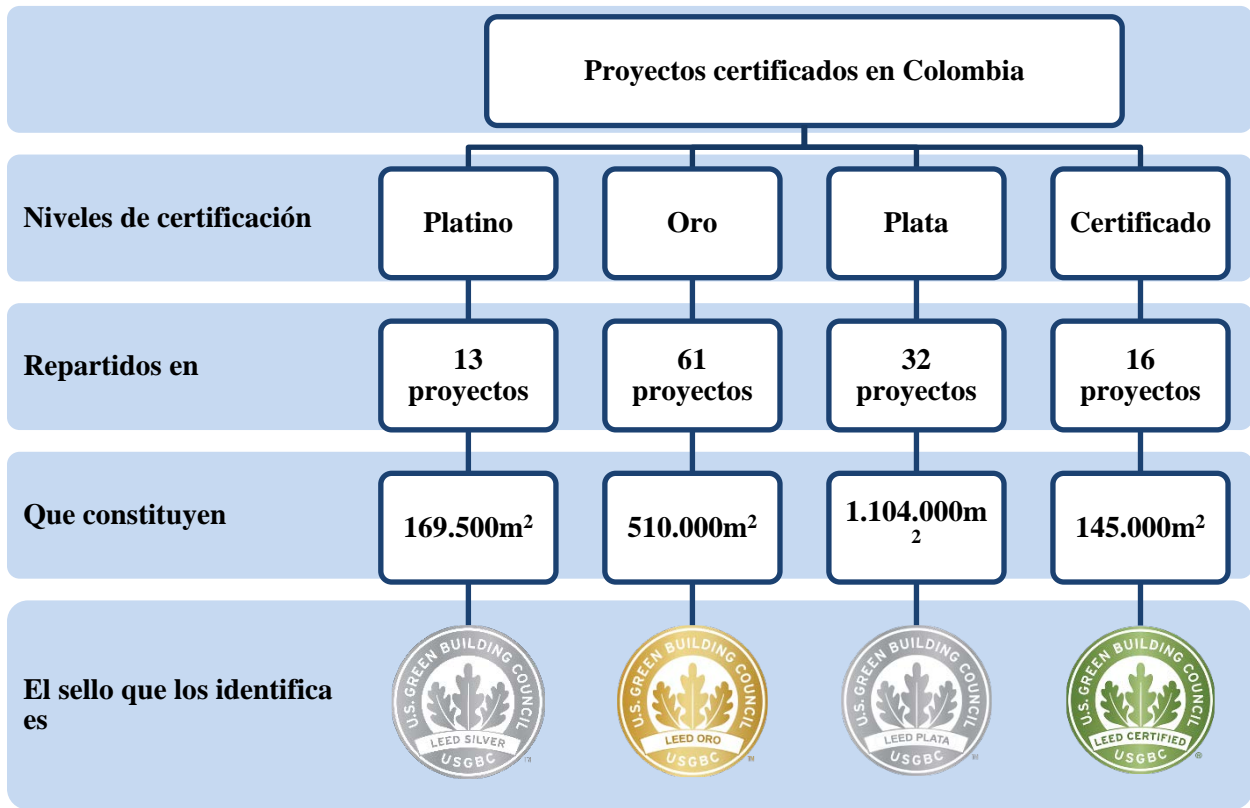 Proyectos certificados en Colombia
Niveles de certificación
Platino
Oro
Plata
Certificado
Repartidos en
13
proyectos
61
proyectos
32
proyectos
16
proyectos
Que constituyen
169.500m²
510.000m²
1.104.000m
²
145.000m²
El sello que los identifica
es
U.S. GREEN BUILDING COUNCIL
LEED SILVER
USGBC
U.S. GREEN BUILDING COUNCIL
LEED ORO
USGBC
U.S. GREEN BUILDING COUNCIL
LEED PLATA
USGBC
U.S. GREEN BUILDING COUNCIL
LEED CERTIFIED
USGBC